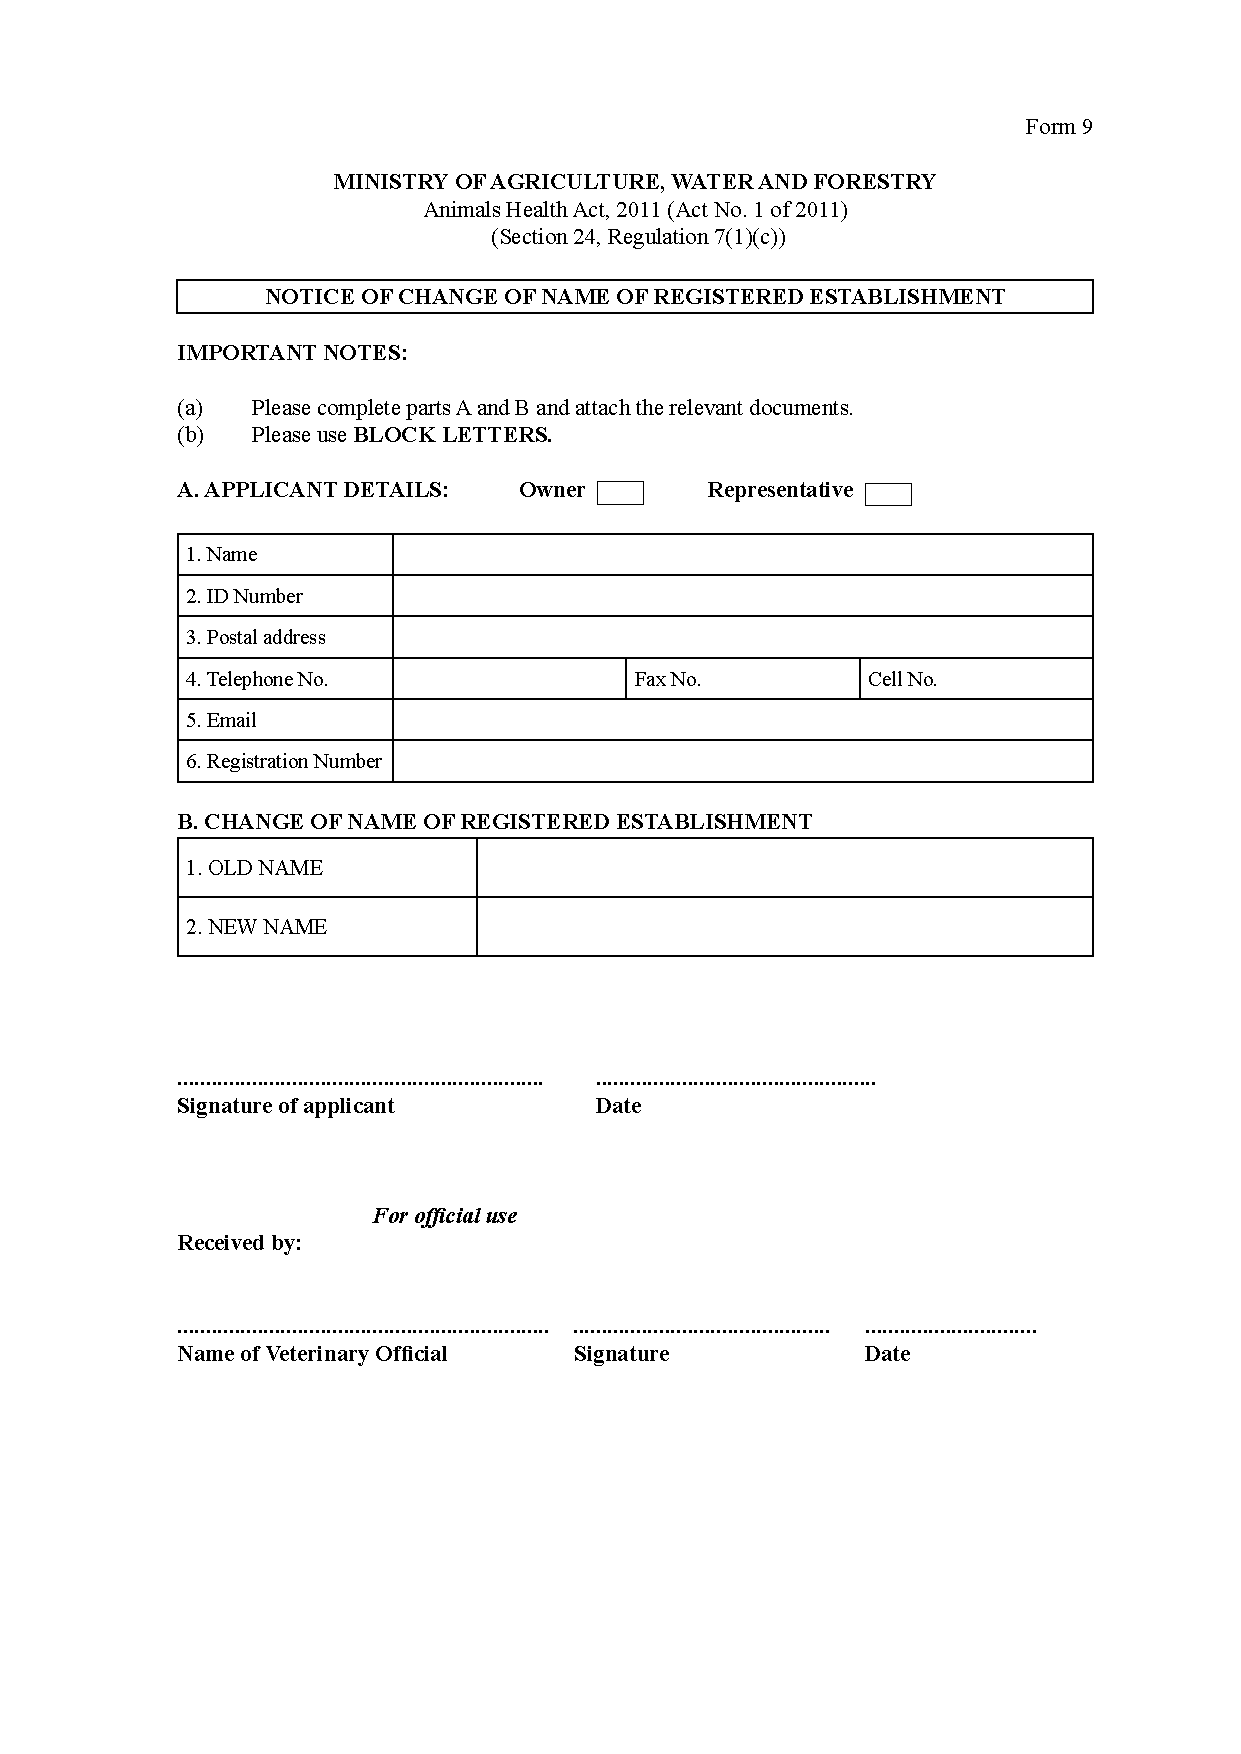 Form 9
MINISTRY OF AGRICULTURE, WATER AND FORESTRY
Animals Health Act, 2011 (Act No. 1 of 2011)
(Section 24, Regulation 7(1)(c))
NOTICE OF CHANGE OF NAME OF REGISTERED ESTABLISHMENT
IMPORTANT NOTES:
(a) Please complete parts A and B and attach the relevant documents.
(b) Please use BLOCK LETTERS.
A. APPLICANT DETAILS: Owner Representative
1. Name
2. ID Number
3. Postal address
4. Telephone No. Fax No. Cell No.
5. Email
6. Registration Number
B. CHANGE OF NAME OF REGISTERED ESTABLISHMENT
1. OLD NAME
2. NEW NAME
................................................................ .................................................
Signature of applicant Date
For official use
Received by:
................................................................. ............................................. ..............................
Name of Veterinary Official Signature Date